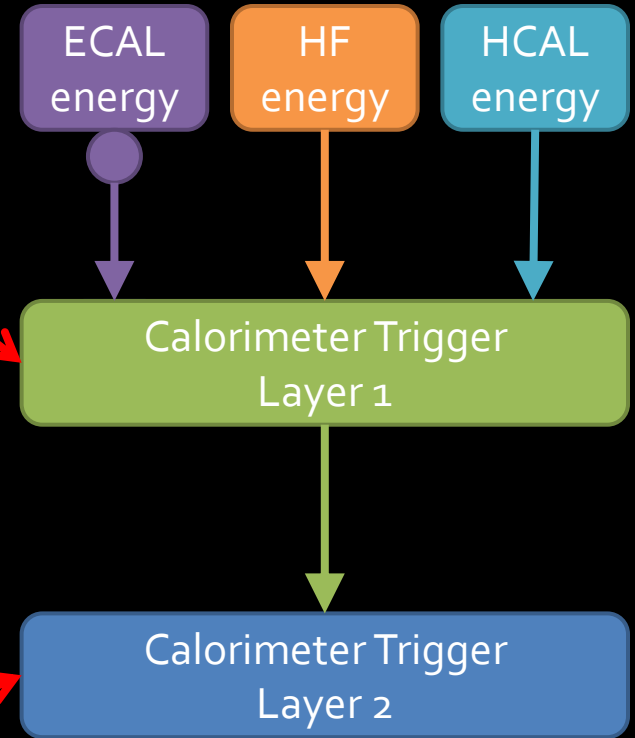 ECAL
energy
HF
energy
HCAL
energy
Calorimeter Trigger
Layer 1
Calorimeter Trigger
Layer 2